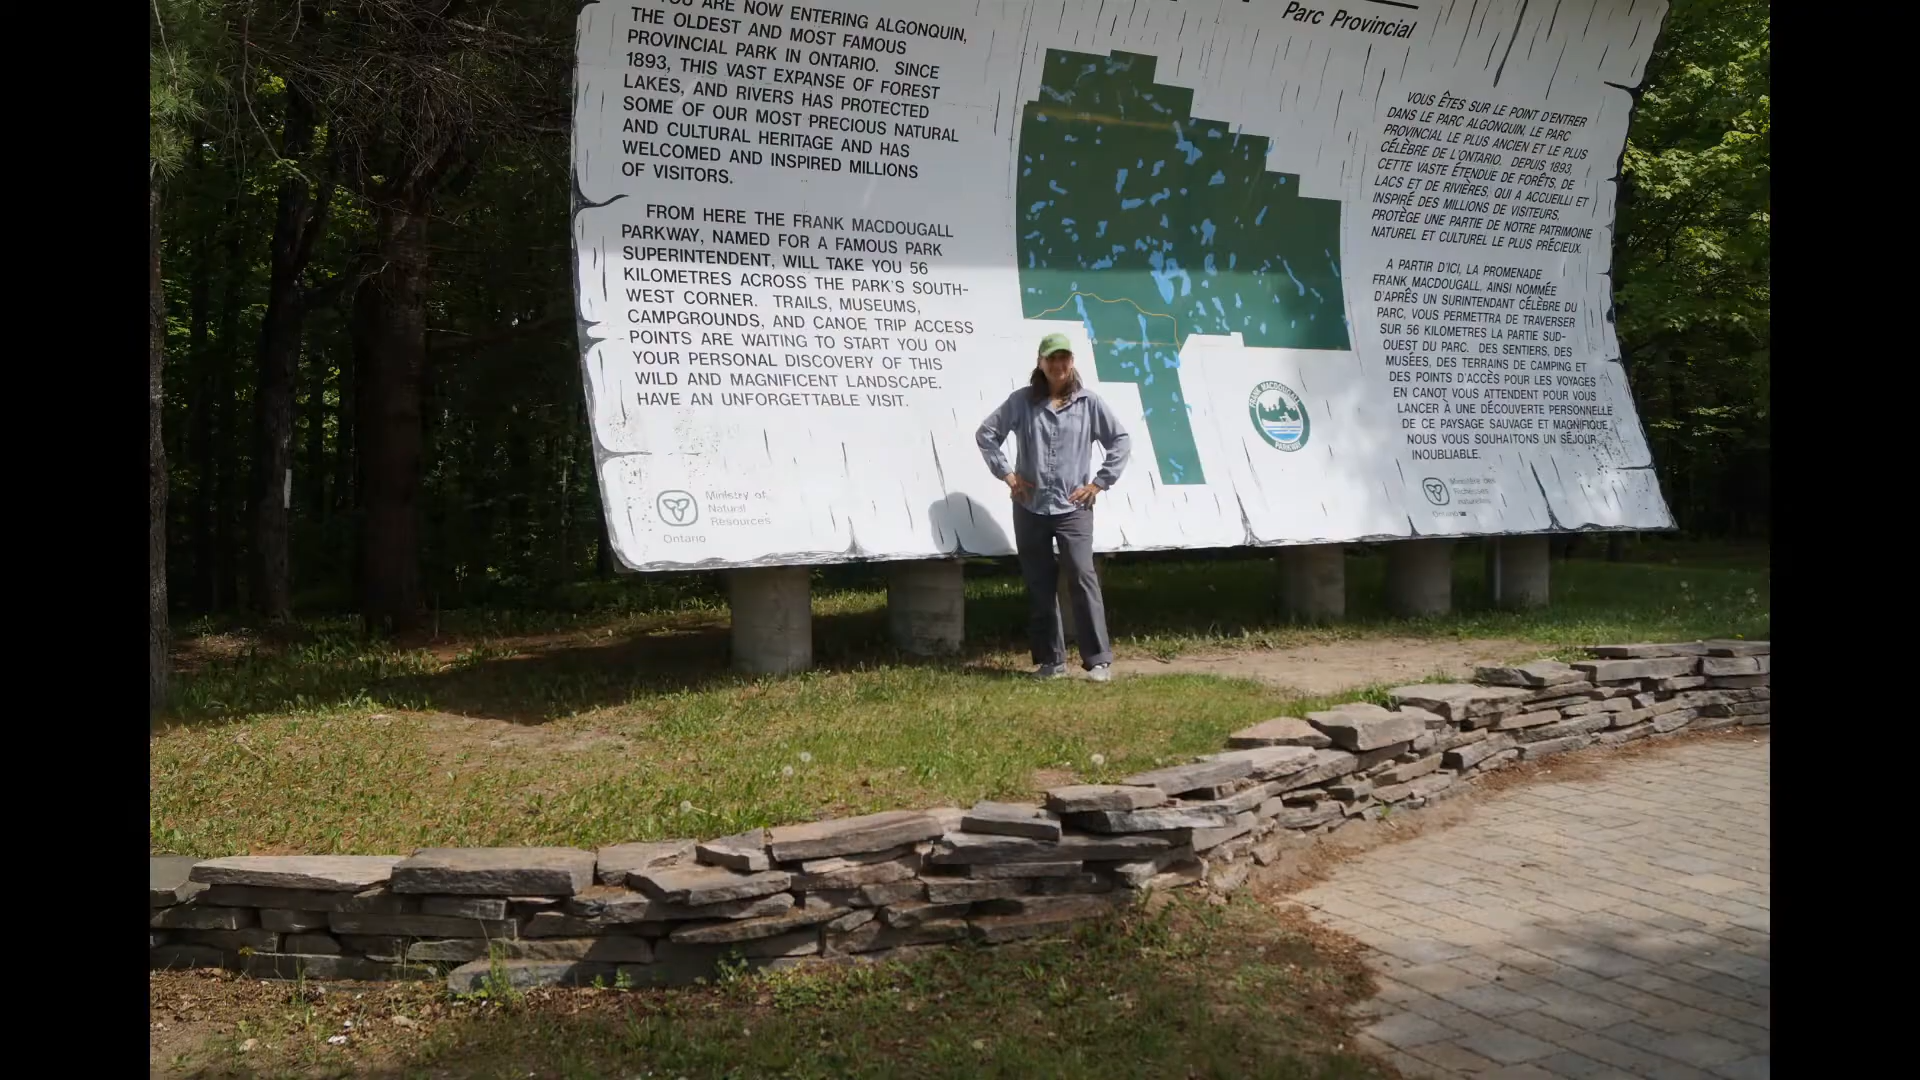 YOU ARE NOW ENTERING ALGONQUIN,
THE OLDEST AND MOST FAMOUS
PROVINCIAL PARK IN ONTARIO. SINCE
1893, THIS VAST EXPANSE OF FOREST
LAKES, AND RIVERS HAS PROTECTED
SOME OF OUR MOST PRECIOUS NATURAL
AND CULTURAL HERITAGE AND HAS
WELCOMED AND INSPIRED MILLIONS
OF VISITORS.
FROM HERE THE FRANK MACDOUGALL
PARKWAY, NAMED FOR A FAMOUS PARK
SUPERINTENDENT, WILL TAKE YOU 56
KILOMETRES ACROSS THE PARK'S SOUTH-
WEST CORNER. TRAILS, MUSEUMS,
CAMPGROUNDS, AND CANOE TRIP ACCESS
POINTS ARE WAITING TO START YOU ON
YOUR PERSONAL DISCOVERY OF THIS
WILD AND MAGNIFICENT LANDSCAPE.
HAVE AN UNFORGETTABLE VISIT.
Ministry of
Natural
Resources
Ontario
Parc Provincial
FRANK MACDOUGALL
PARKWAY
VOUS ÊTES SUR LE POINT D'ENTRER
DANS LE PARC ALGONQUIN, LE PARC
PROVINCIAL LE PLUS ANCIEN ET LE PLUS
CÉLÈBRE DE L'ONTARIO. DEPUIS 1893,
CETTE VASTE ÉTENDUE DE FORÊTS, DE
LACS ET DE RIVIÈRES, QUI A ACCUEILLI ET
INSPIRÉ DES MILLIONS DE VISITEURS,
PROTÈGE UNE PARTIE DE NOTRE PATRIMOINE
NATUREL ET CULTUREL LE PLUS PRÉCIEUX.
A PARTIR D'ICI, LA PROMENADE
FRANK MACDOUGALL, AINSI NOMMÉE
D'APRÈS UN SURINTENDANT CÉLÈBRE DU
PARC, VOUS PERMETTRA DE TRAVERSER
SUR 56 KILOMETRES LA PARTIE SUD-
OUEST DU PARC. DES SENTIERS, DES
MUSÉES, DES TERRAINS DE CAMPING ET
DES POINTS D'ACCÈS POUR LES VOYAGES
EN CANOT VOUS ATTENDENT POUR VOUS
LANCER À UNE DÉCOUVERTE PERSONNELLE
DE CE PAYSAGE SAUVAGE ET MAGNIFIQUE.
NOUS VOUS SOUHAITONS UN SÉJOUR
INOUBLIABLE.
Ministère des
Richesses
naturelles
Ontario